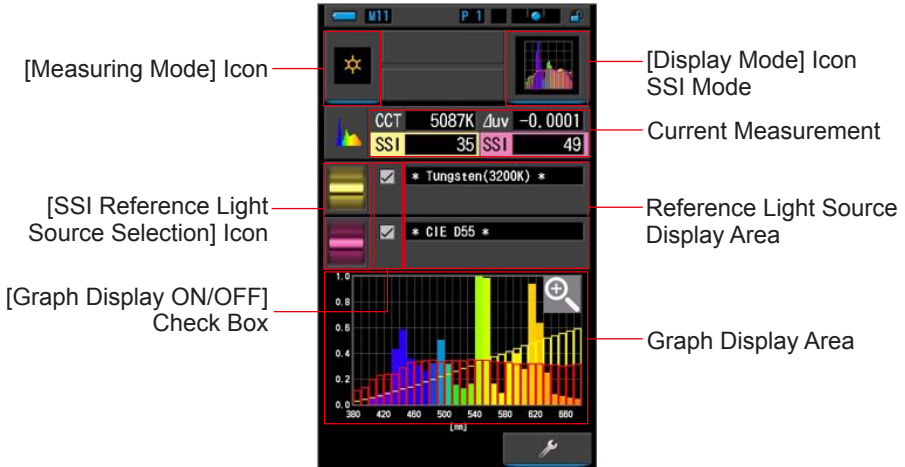 M11
P 1
[Measuring Mode] Icon
[Display Mode] Icon
SSI Mode
CCT 5087K ⊿uv -0.0001
SSI 35 SSI 49
Current Measurement
* Tungsten(3200K) *
[SSI Reference Light
Source Selection] Icon
Reference Light Source
Display Area
* CIE D55 *
[Graph Display ON/OFF]
Check Box
1.0
0.8
0.6
0.4
0.2
0.0
380 420 460 500 540 580 620 660
[nm]
Graph Display Area